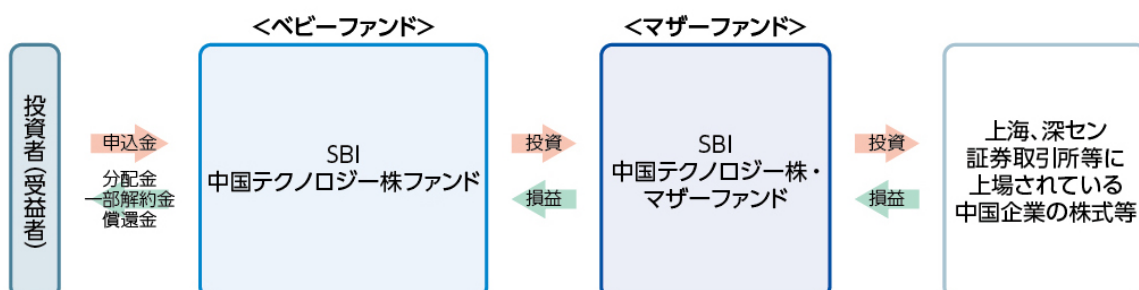 <ベビーファンド>
<マザーファンド>
投資者(受益者)
申込金
分配金
一部解約金
償還金
SBI
中国テクノロジー株ファンド
投資
損益
SBI
中国テクノロジー株・
マザーファンド
投資
損益
上海、深セン
証券取引所等に
上場されている
中国企業の株式等